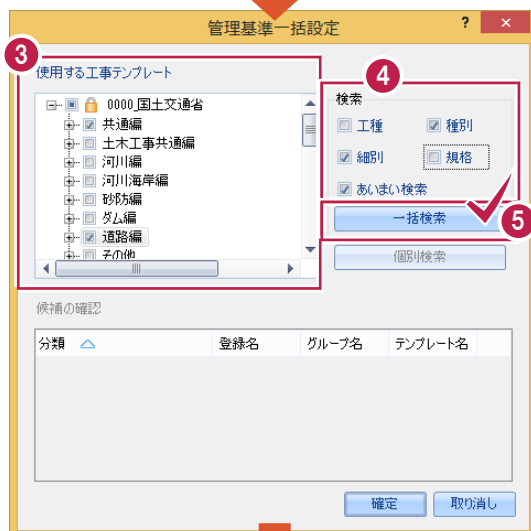 管理基準一括設定
? ×
3
使用する工事テンプレート
0000_国土交通省
共通編
土木工事共通編
河川編
河川海岸編
砂防編
ダム編
道路編
その他
4
検索
工種 種別
細別 規格
あいまい検索
一括検索
5
個別検索
候補の確認
分類 登録名 グループ名 テンプレート名
確定 取り消し